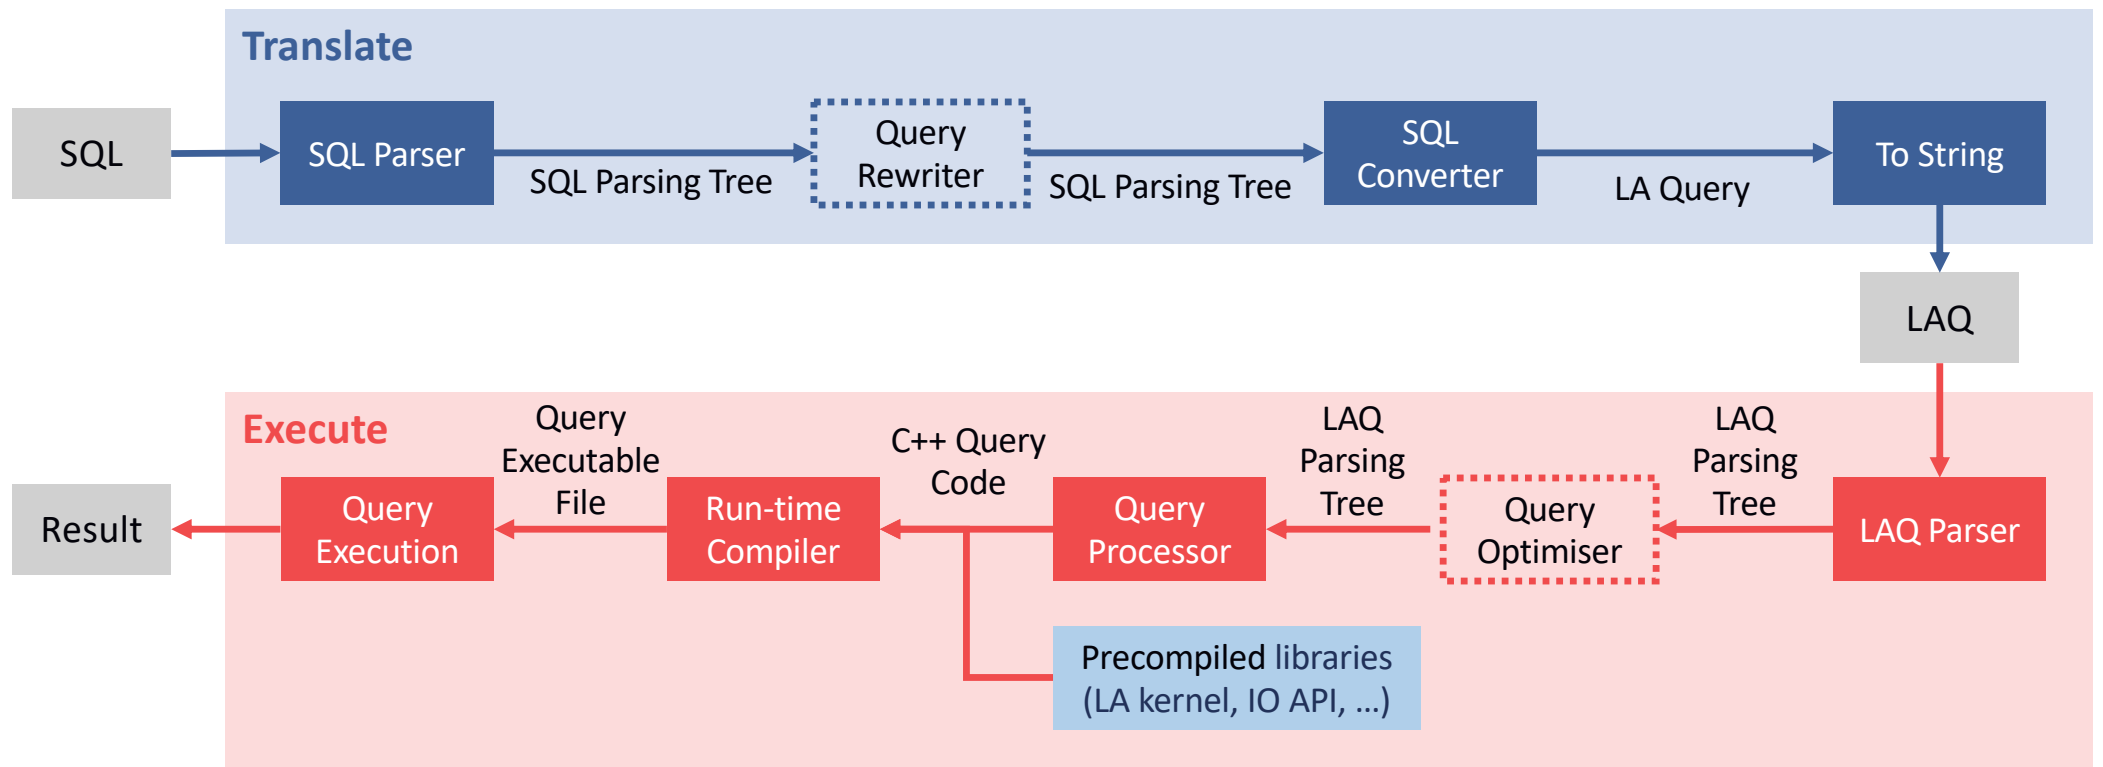 Translate
SQL
SQL Parser
SQL Parsing Tree
Query
Rewriter
SQL Parsing Tree
SQL
Converter
LA Query
To String
LAQ
Execute
LAQ Parser
LAQ
Parsing
Tree
Query
Optimiser
LAQ
Parsing
Tree
Query
Processor
C++ Query
Code
Precompiled libraries
(LA kernel, IO API, ...)
Run-time
Compiler
Query
Executable
File
Query
Execution
Result